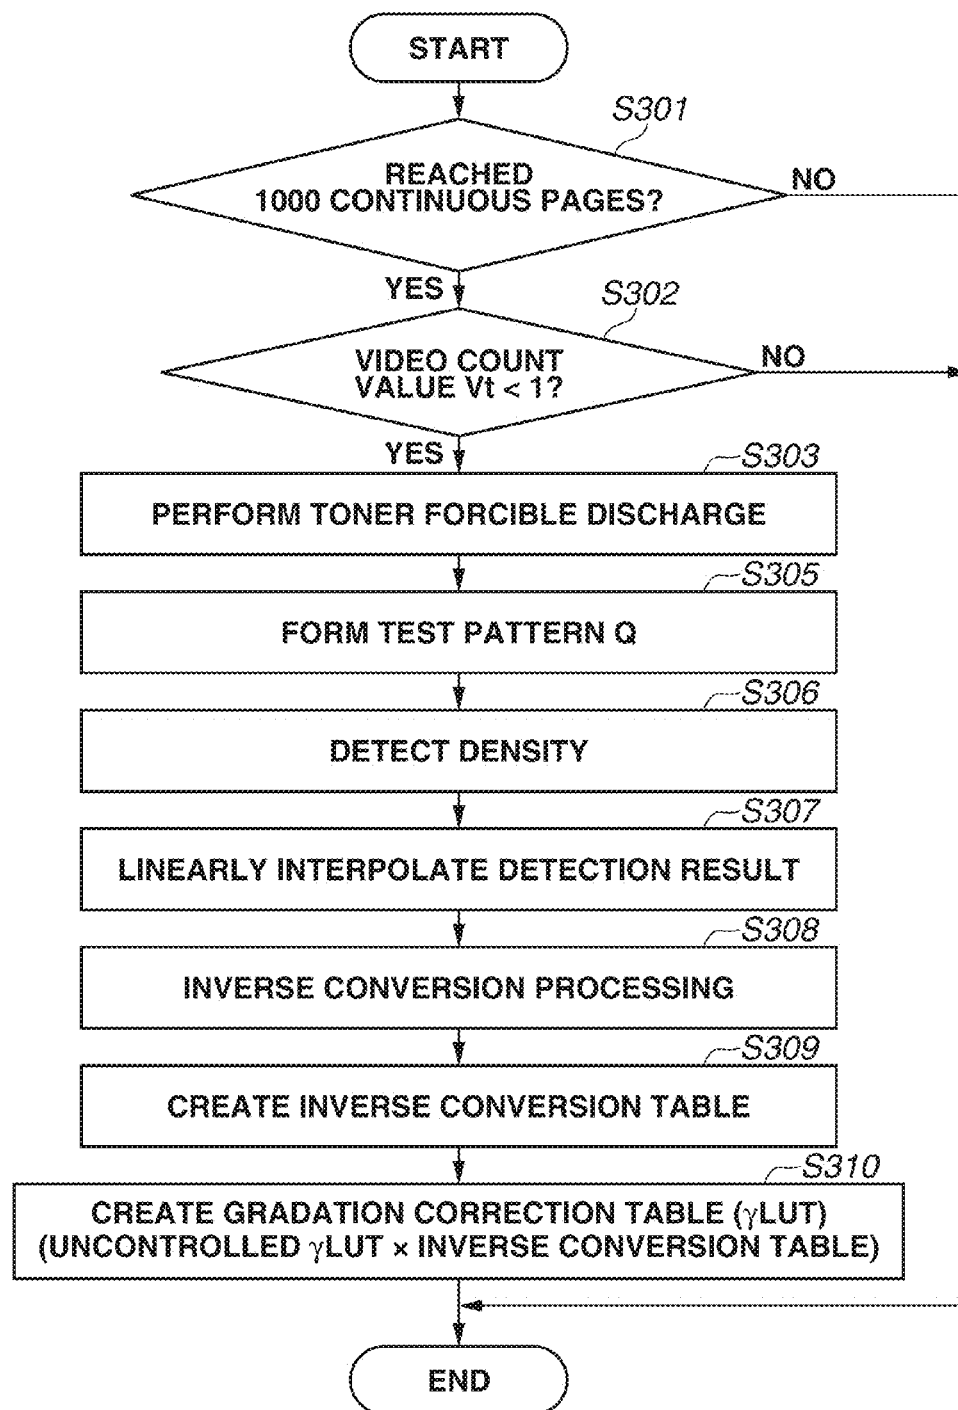 START
S301
REACHED
1000 CONTINUOUS PAGES?
NO
YES
S302
VIDEO COUNT
VALUE Vt < 1?
NO
YES
S303
PERFORM TONER FORCIBLE DISCHARGE
S305
FORM TEST PATTERN Q
S306
DETECT DENSITY
S307
LINEARLY INTERPOLATE DETECTION RESULT
S308
INVERSE CONVERSION PROCESSING
S309
CREATE INVERSE CONVERSION TABLE
S310
CREATE GRADATION CORRECTION TABLE (γLUT)
(UNCONTROLLED γLUT × INVERSE CONVERSION TABLE)
END